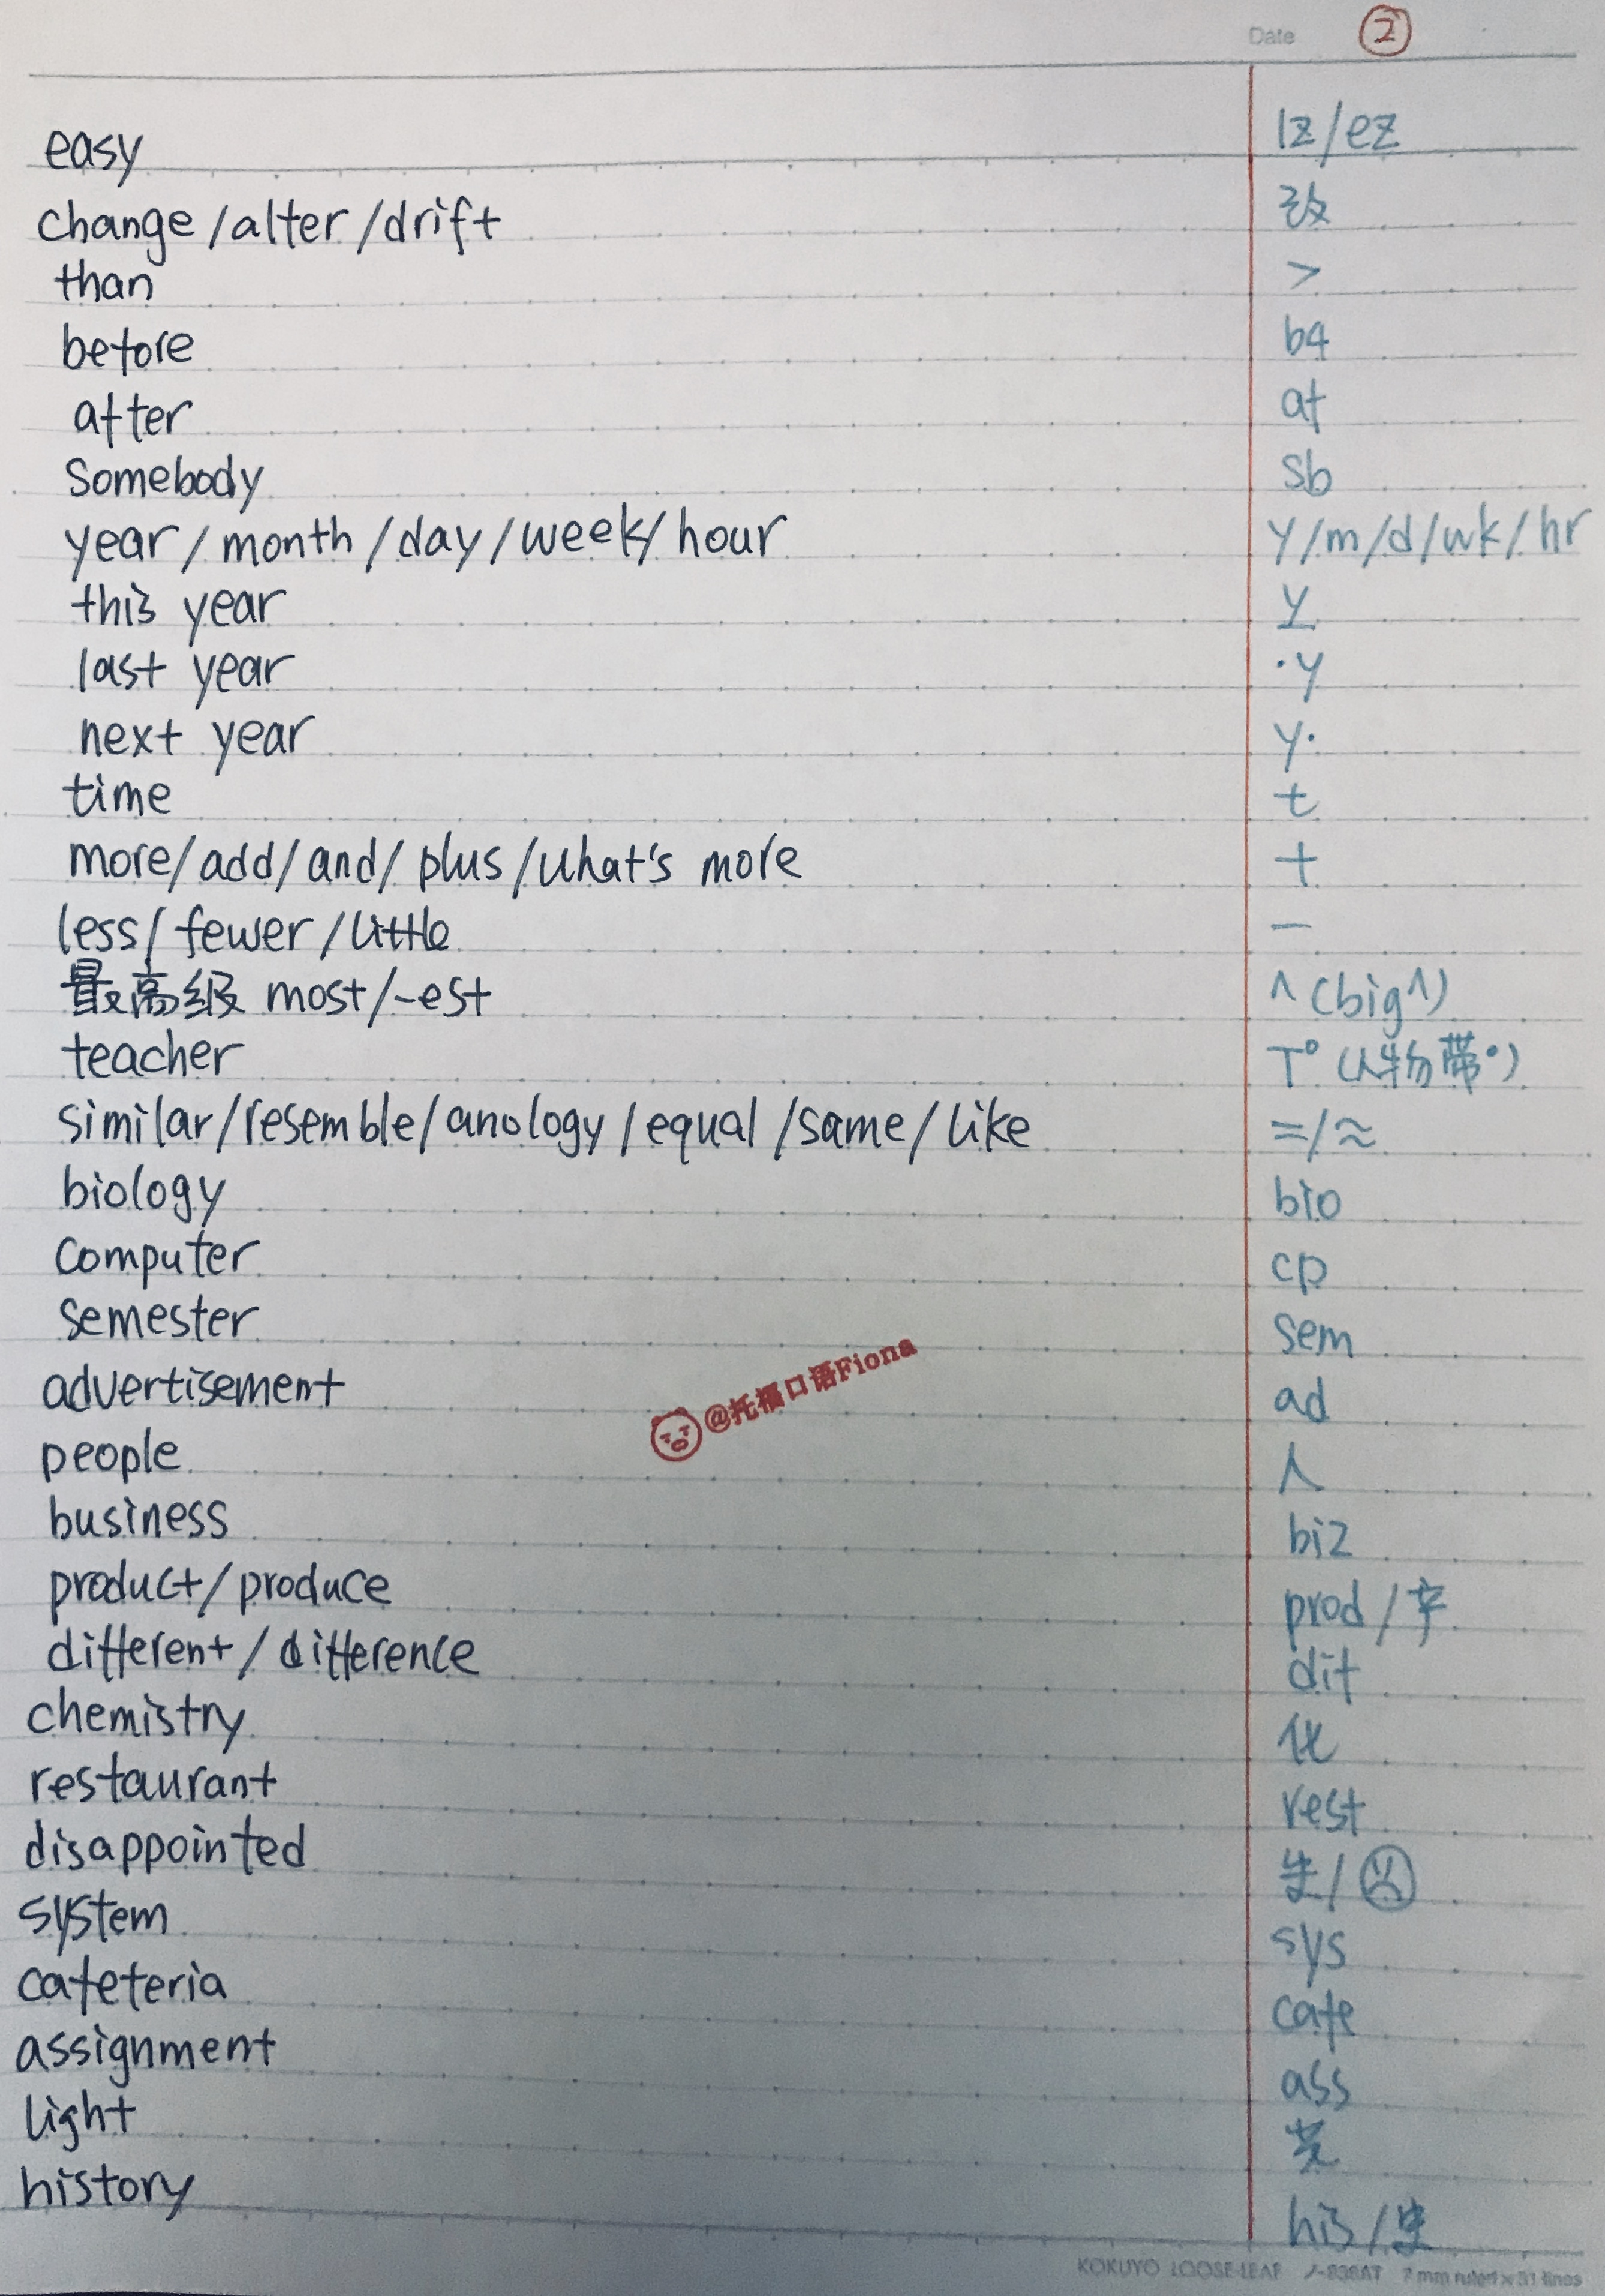 Date ②
easy 1z/ez
change/alter/drift 改
than >
before b4
after af
somebody sb
year/month/day/week/hour y/m/d/wk/hr
this year y
last year ·y
next year y·
time t
more/add/and/plus/what's more +
less/fewer/little —
最高级 most/-est ^(big^)
teacher T° (人物带°)
similar/resemble/anology/equal/same/like =/≈
biology bio
computer cp
semester sem
advertisement ad
@托福口语Fiona
people 人
business biz
product/produce prod/产
different/difference dif
chemistry 化
restaurant rest
disappointed 失/☹
system sys
cafeteria cafe
assignment ass
light 光
history his/史
KOKUYO LOOSE-LEAF ノ-836AT 7 mm ruled×31 lines